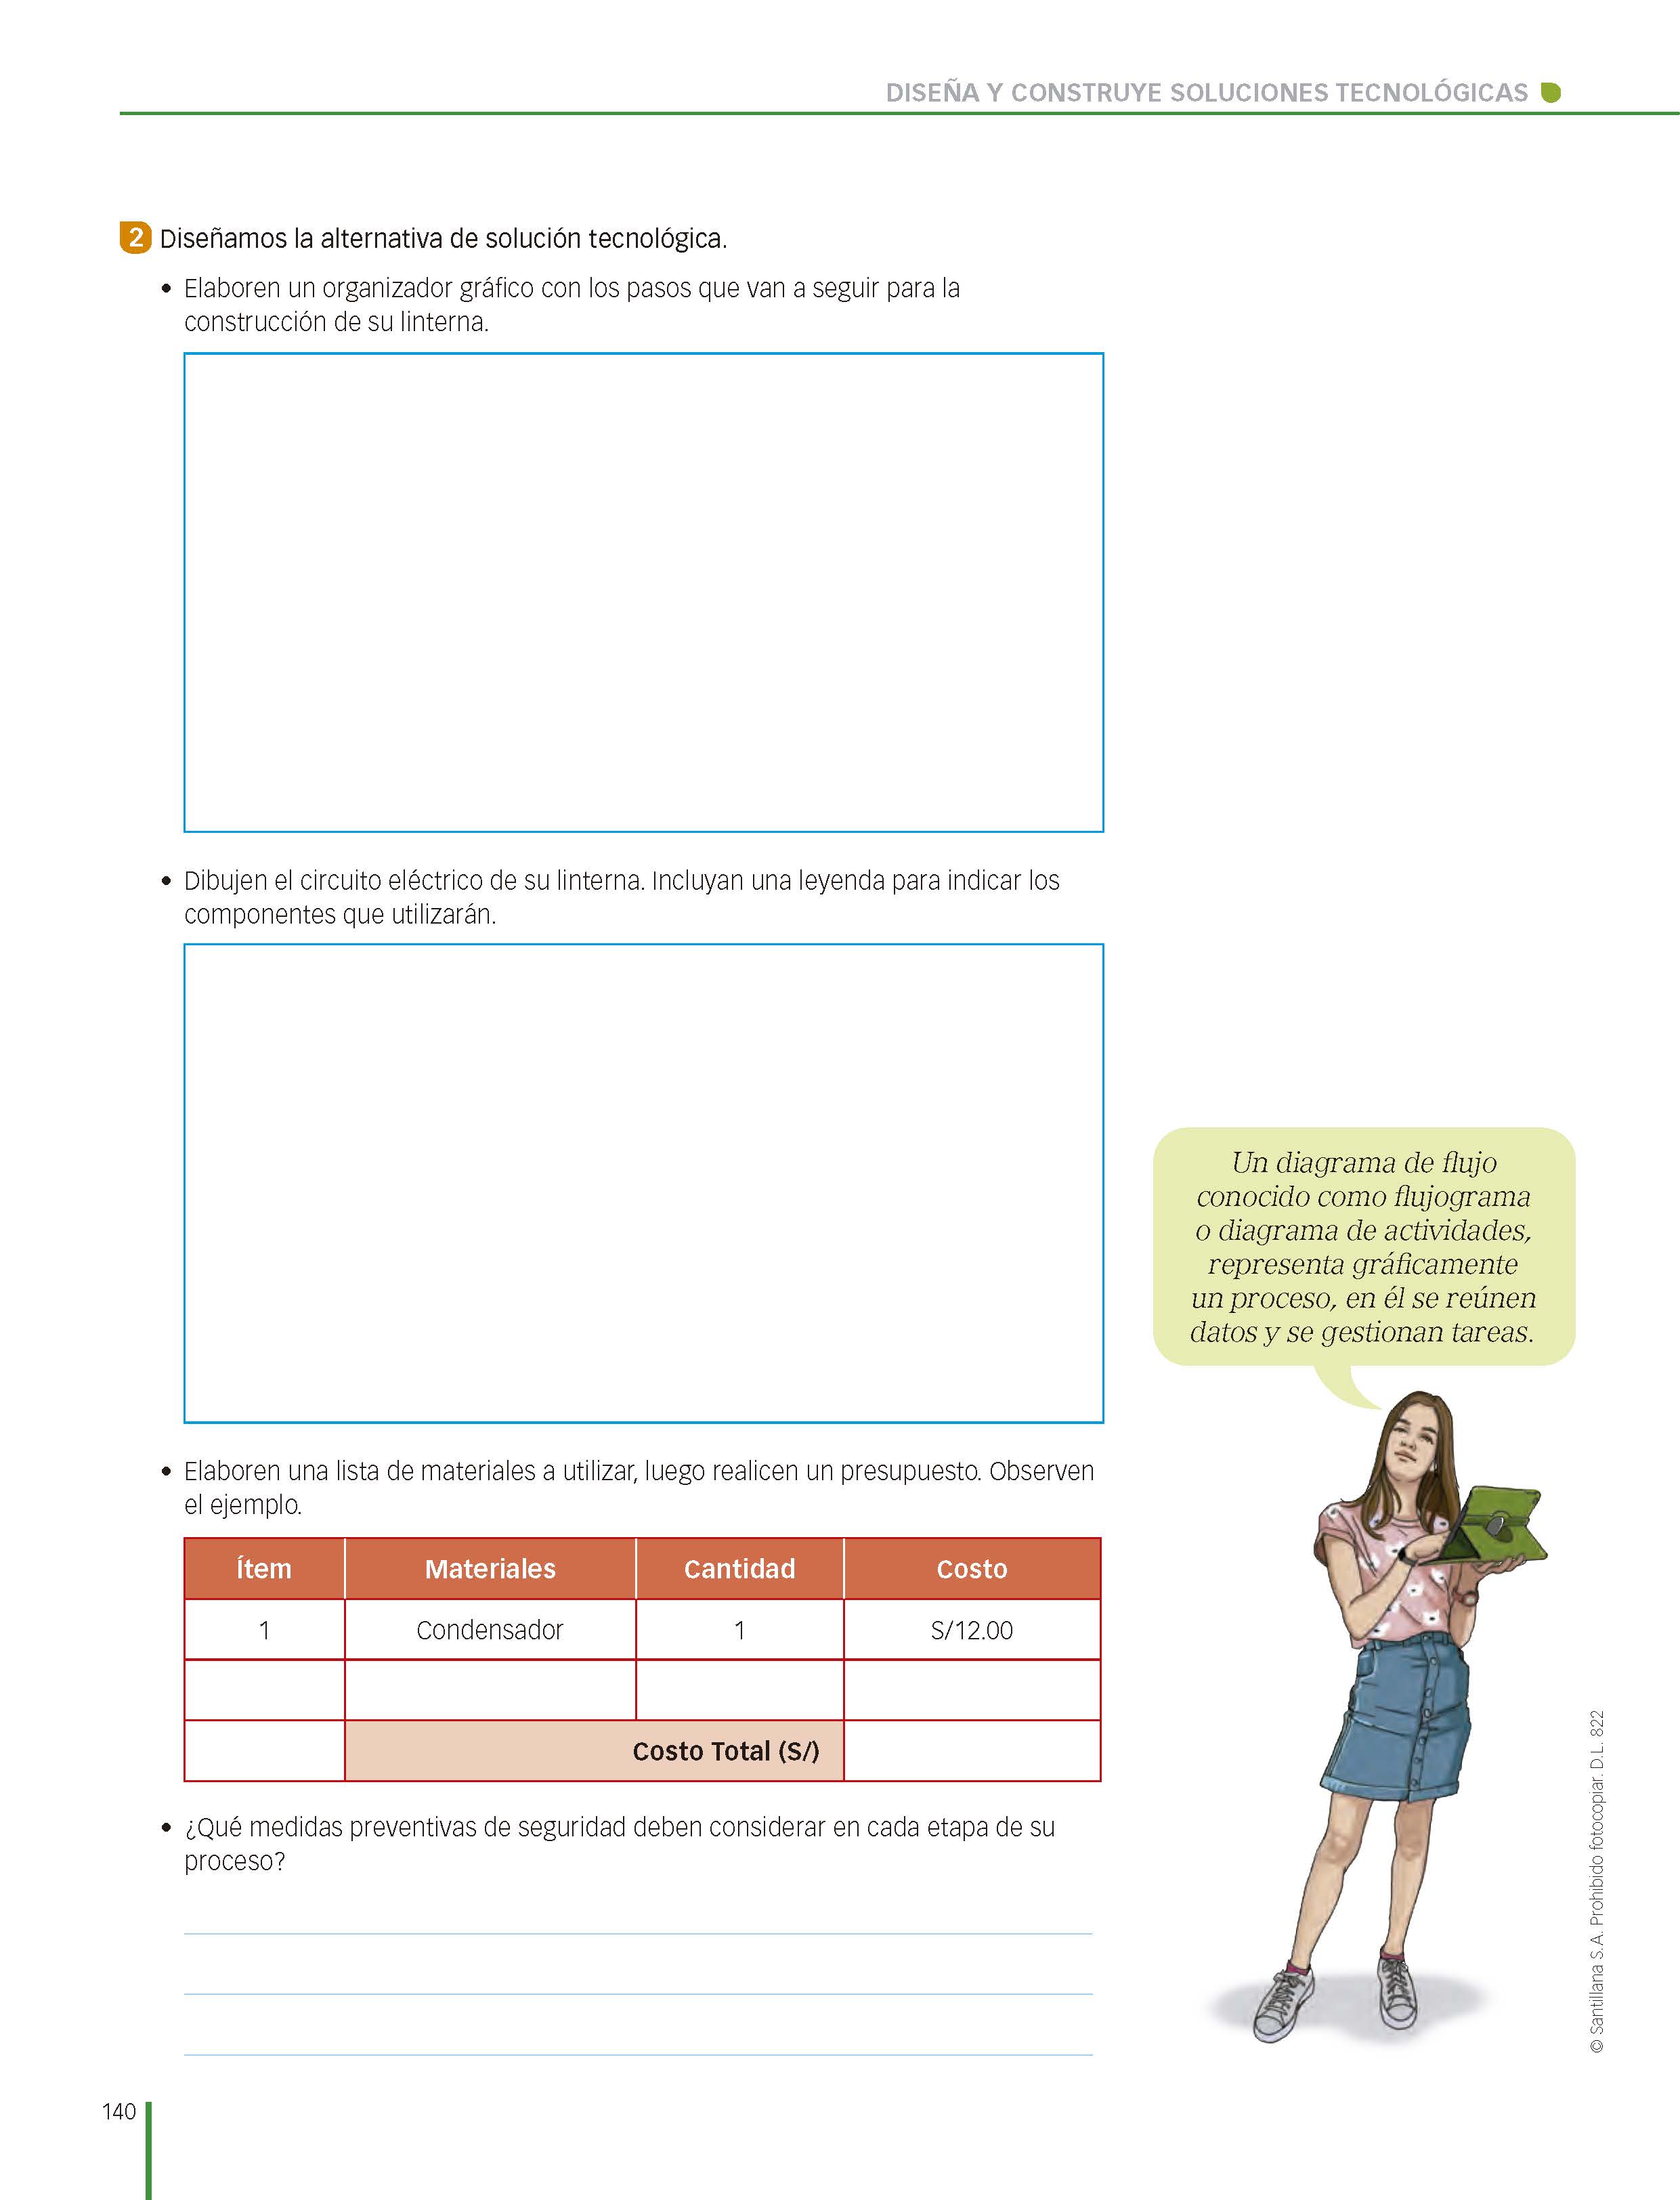 DISEÑA Y CONSTRUYE SOLUCIONES TECNOLÓGICAS
2 Diseñamos la alternativa de solución tecnológica.
• Elaboren un organizador gráfico con los pasos que van a seguir para la
construcción de su linterna.
• Dibujen el circuito eléctrico de su linterna. Incluyan una leyenda para indicar los
componentes que utilizarán.
Un diagrama de flujo
conocido como flujograma
o diagrama de actividades,
representa gráficamente
un proceso, en él se reúnen
datos y se gestionan tareas.
• Elaboren una lista de materiales a utilizar, luego realicen un presupuesto. Observen
el ejemplo.
Ítem Materiales Cantidad Costo
1 Condensador 1 S/12.00
Costo Total (S/)
• ¿Qué medidas preventivas de seguridad deben considerar en cada etapa de su
proceso?
© Santillana S.A. Prohibido fotocopiar. D.L. 822
140